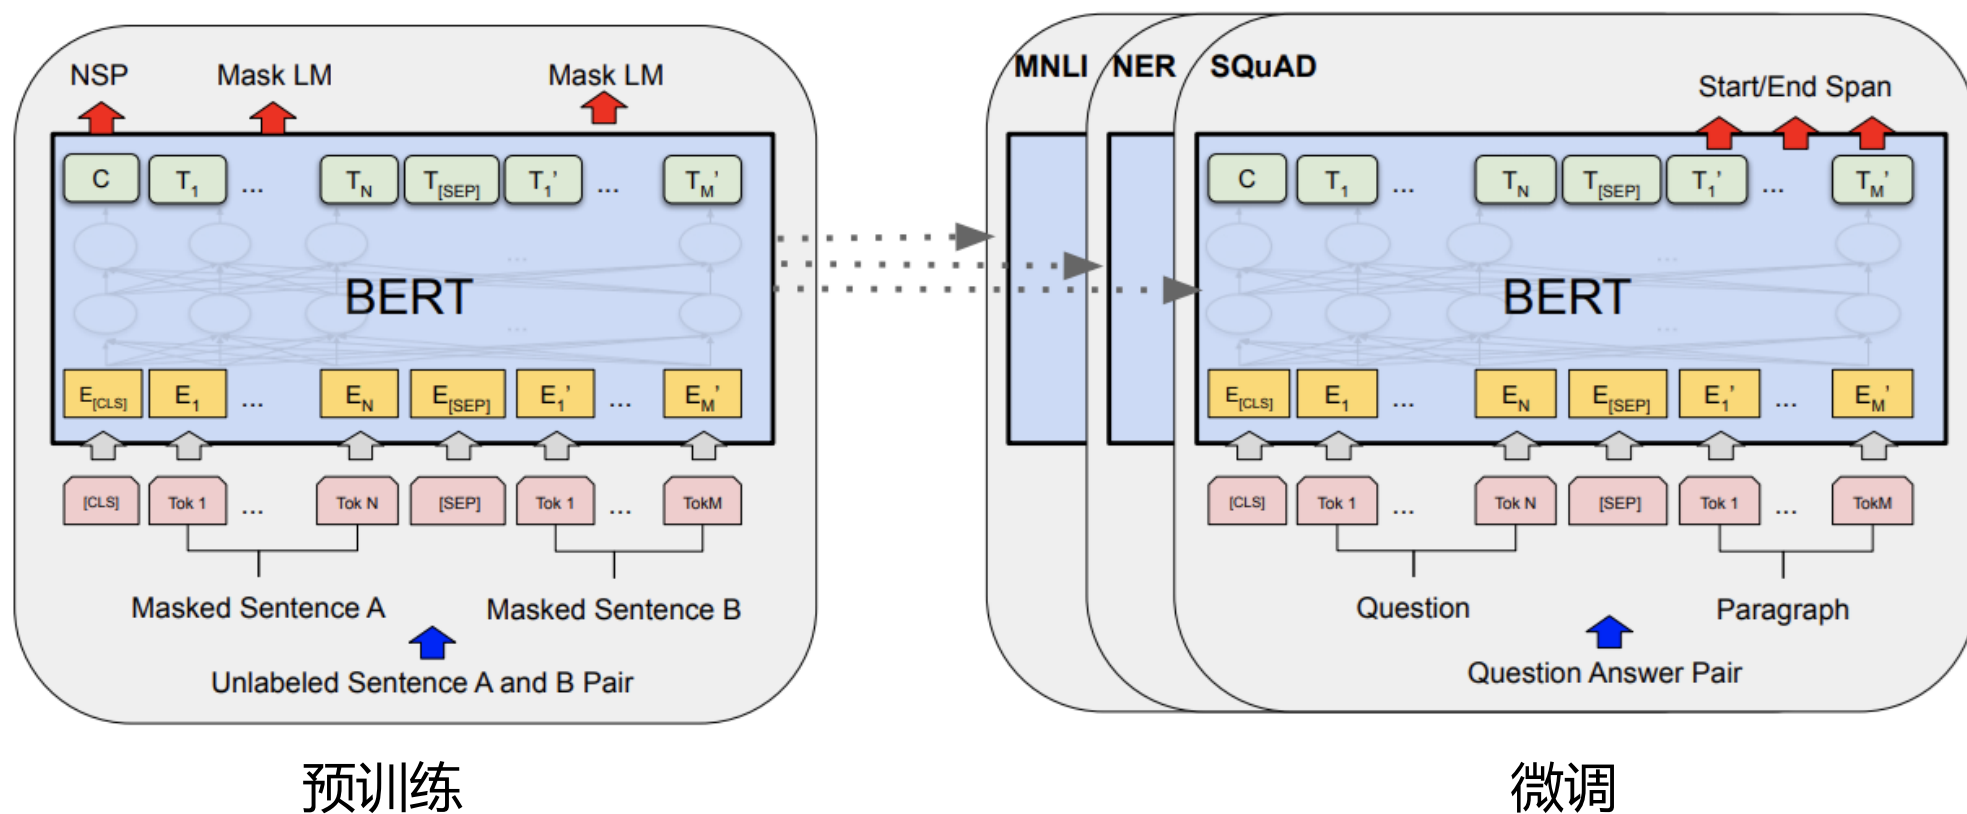 NSP Mask LM Mask LM
C T1 ... TN T[SEP] T1' ... TM'
...
BERT
...
E[CLS] E1 ... EN E[SEP] E1' ... EM'
[CLS] Tok 1 ... Tok N [SEP] Tok 1 ... TokM
Masked Sentence A Masked Sentence B
Unlabeled Sentence A and B Pair
预训练
MNLI NER SQuAD
Start/End Span
C T1 ... TN T[SEP] T1' ... TM'
...
BERT
...
E[CLS] E1 ... EN E[SEP] E1' ... EM'
[CLS] Tok 1 ... Tok N [SEP] Tok 1 ... TokM
Question Paragraph
Question Answer Pair
微调